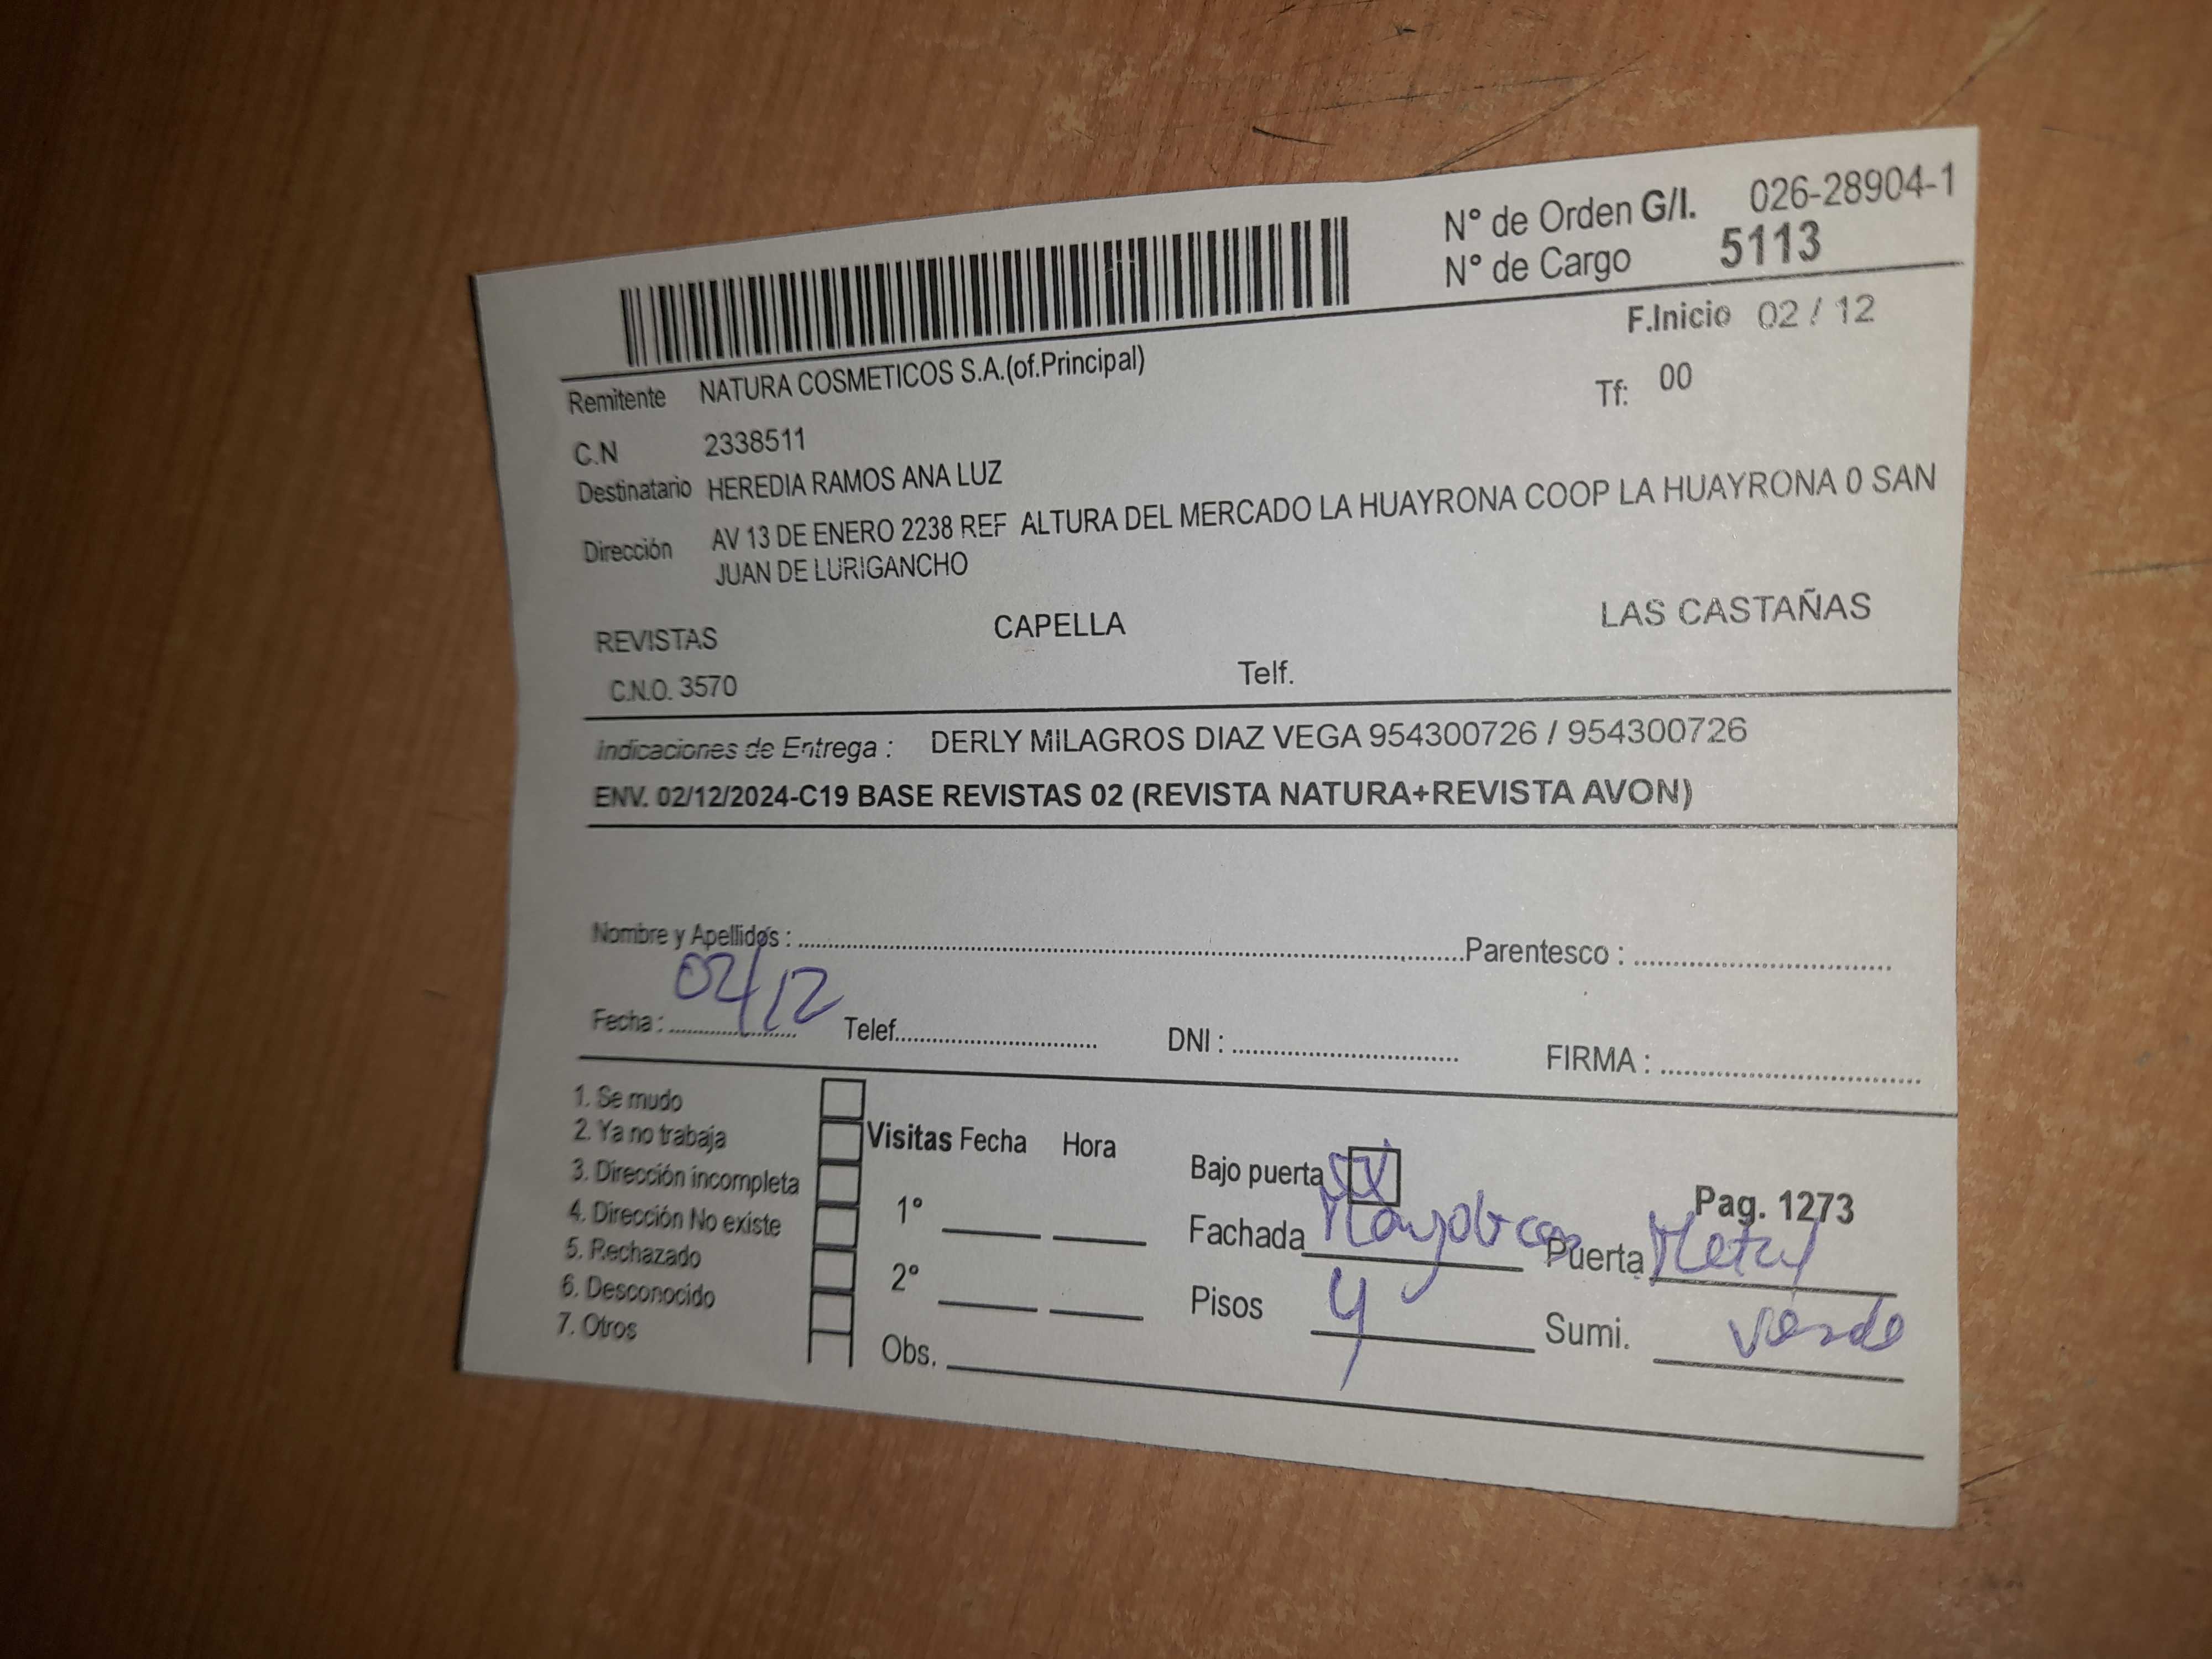 N° de Orden G/I. 026-28904-1
N° de Cargo 5113
F.Inicio 02 / 12
Remitente NATURA COSMETICOS S.A.(of.Principal)
Tf: 00
C.N 2338511
Destinatario HEREDIA RAMOS ANA LUZ
Dirección AV 13 DE ENERO 2238 REF ALTURA DEL MERCADO LA HUAYRONA COOP LA HUAYRONA 0 SAN
JUAN DE LURIGANCHO
REVISTAS CAPELLA LAS CASTAÑAS
C.N.O. 3570 Telf.
Indicaciones de Entrega : DERLY MILAGROS DIAZ VEGA 954300726 / 954300726
ENV. 02/12/2024-C19 BASE REVISTAS 02 (REVISTA NATURA+REVISTA AVON)
Nombre y Apellidos : Parentesco :
Fecha : 02/12 Telef. DNI : FIRMA :
1. Se mudo
2. Ya no trabaja
3. Dirección incompleta
4. Dirección No existe
5. Rechazado
6. Desconocido
7. Otros
Visitas Fecha Hora
1°
2°
Obs.
Bajo puerta
Pag. 1273
Fachada Puerta Metal
Pisos 4 Sumi. verde